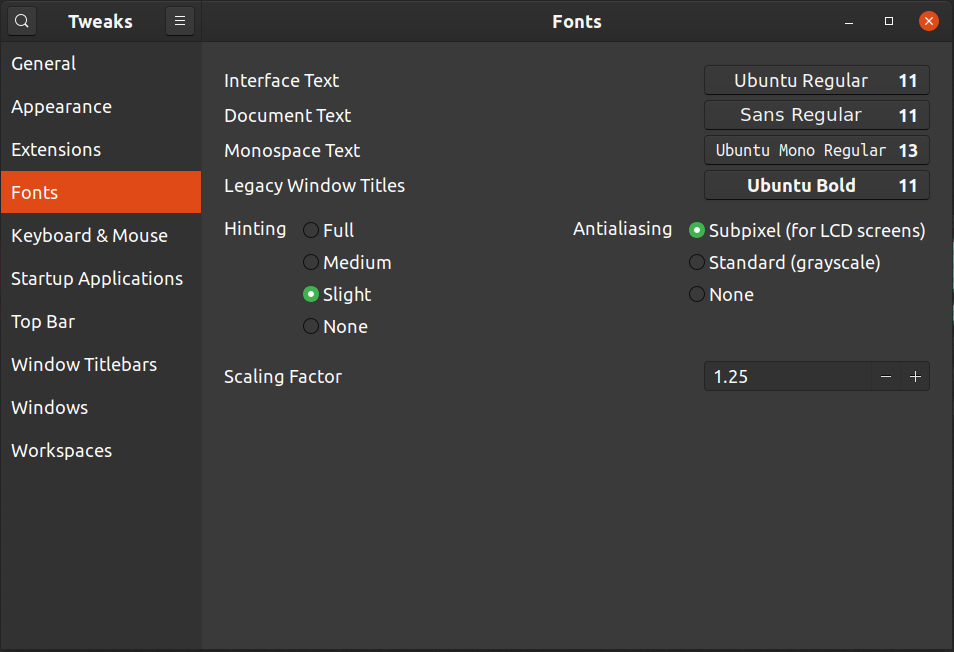 Tweaks
Fonts
General
Appearance
Extensions
Fonts
Keyboard & Mouse
Startup Applications
Top Bar
Window Titlebars
Windows
Workspaces
Interface Text Ubuntu Regular 11
Document Text Sans Regular 11
Monospace Text Ubuntu Mono Regular 13
Legacy Window Titles Ubuntu Bold 11
Hinting Full
Medium
Slight
None
Antialiasing Subpixel (for LCD screens)
Standard (grayscale)
None
Scaling Factor 1.25 − +